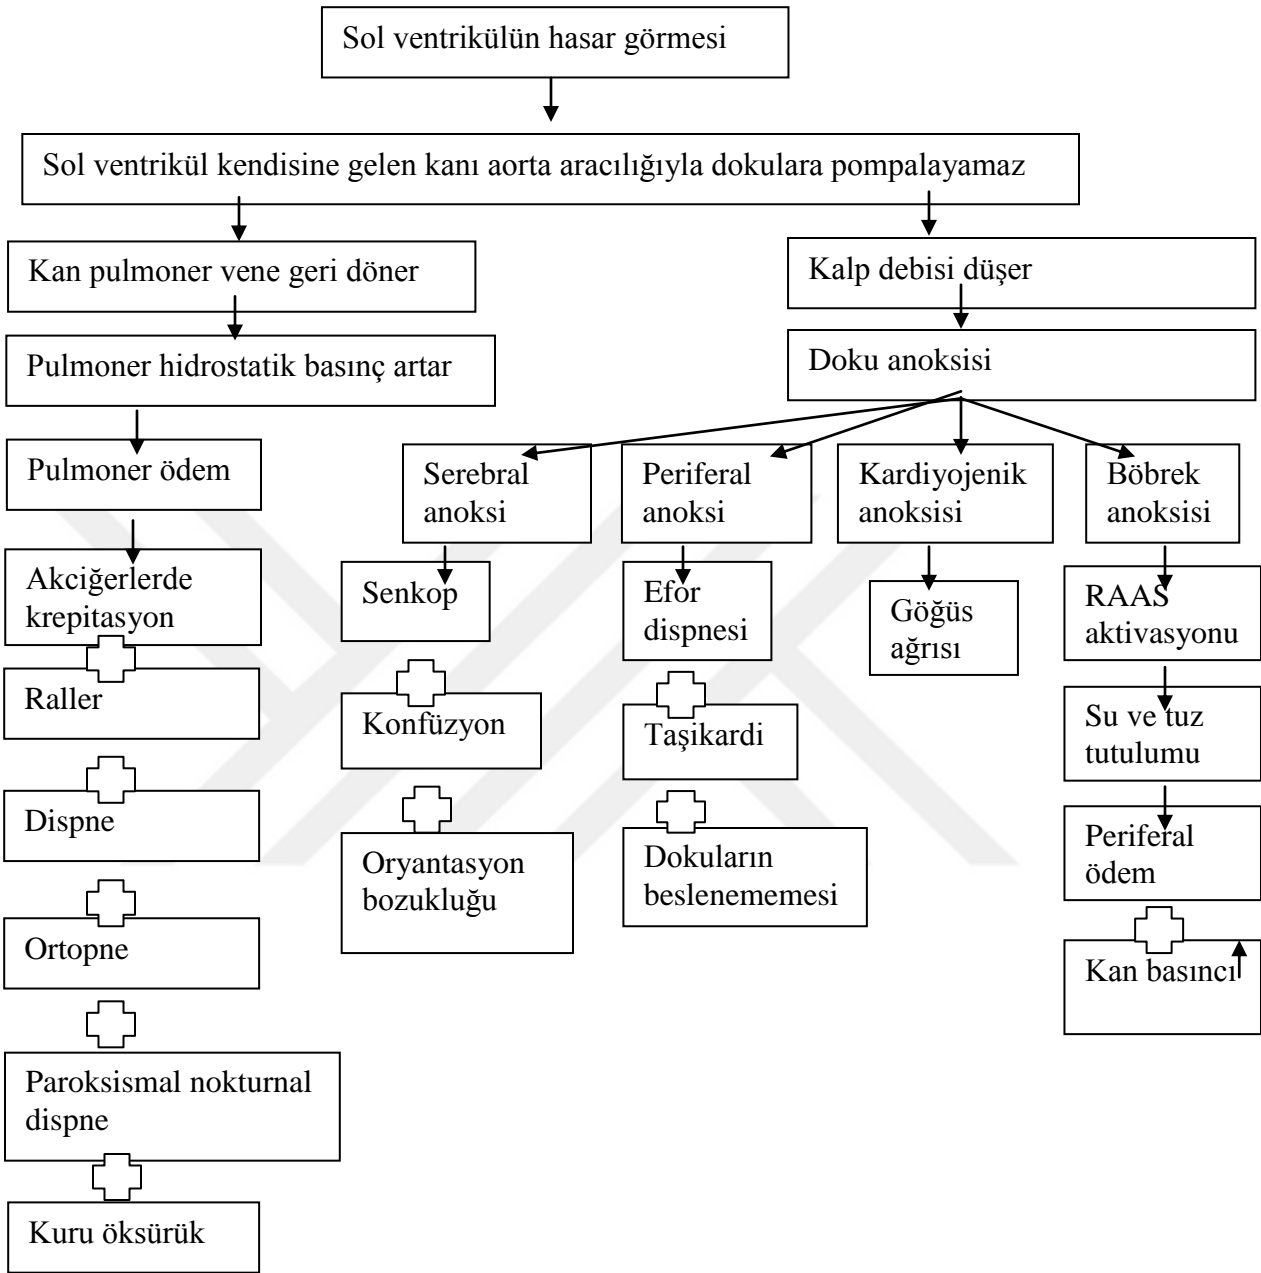 Sol ventrikülün hasar görmesi
Sol ventrikül kendisine gelen kanı aorta aracılığıyla dokulara pompalayamaz
Kan pulmoner vene geri döner
Kalp debisi düşer
Pulmoner hidrostatik basınç artar
Doku anoksisi
Pulmoner ödem
Serebral
anoksi
Periferal
anoksi
Kardiyojenik
anoksisi
Böbrek
anoksisi
Akciğerlerde
krepitasyon
Raller
Dispne
Ortopne
Paroksismal nokturnal
dispne
Kuru öksürük
Senkop
Konfüzyon
Oryantasyon
bozukluğu
Efor
dispnesi
Taşikardi
Dokuların
beslenememesi
Göğüs
ağrısı
RAAS
aktivasyonu
Su ve tuz
tutulumu
Periferal
ödem
Kan basıncı